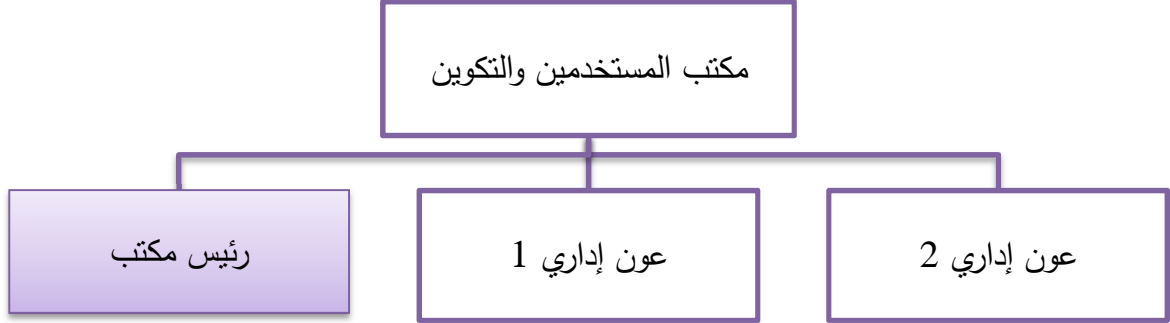 مكتب المستخدمين والتكوين
رئيس مكتب
عون إداري 1
عون إداري 2